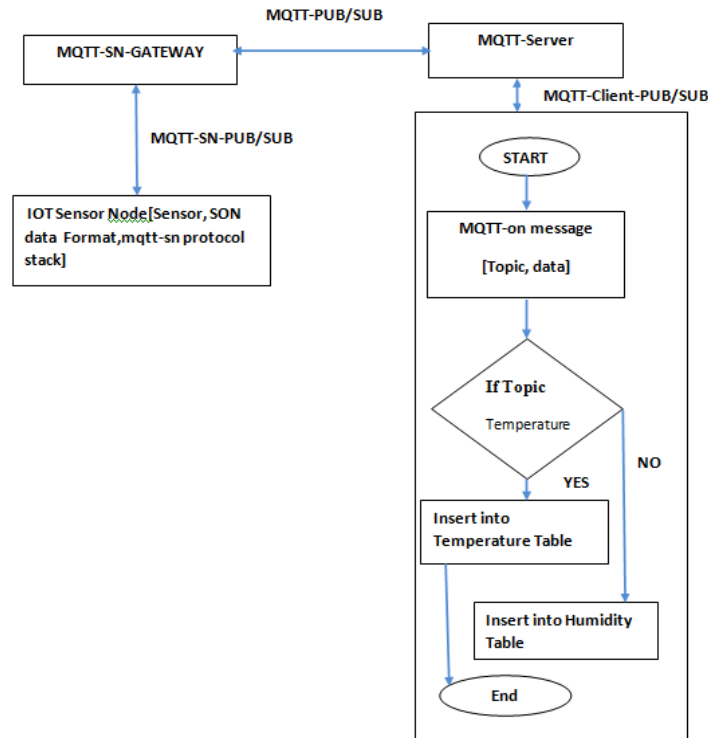 MQTT-PUB/SUB
MQTT-SN-GATEWAY
MQTT-Server
MQTT-Client-PUB/SUB
MQTT-SN-PUB/SUB
START
IOT Sensor Node[Sensor, SON
data Format,mqtt-sn protocol
stack]
MQTT-on message
[Topic, data]
If Topic
Temperature
NO
YES
Insert into
Temperature Table
Insert into Humidity
Table
End